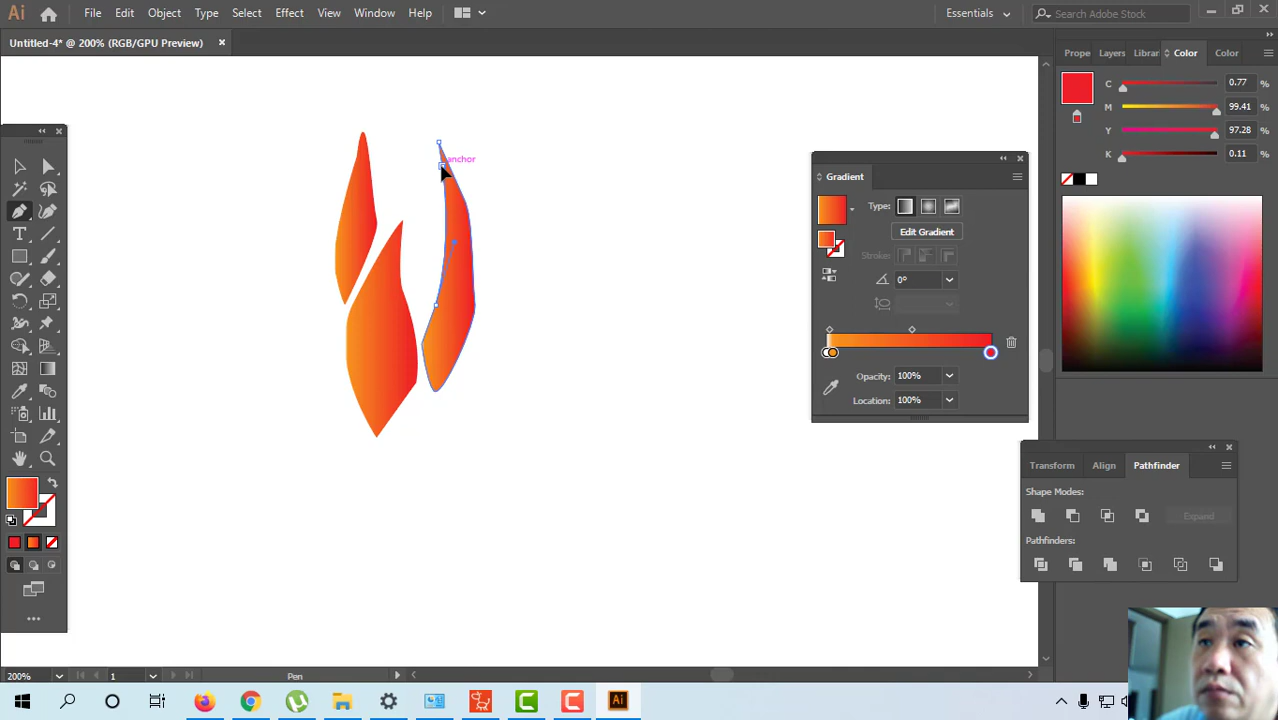 Ai File Edit Object Type Select Effect View Window Help Essentials Search Adobe Stock
Untitled-4* @ 200% (RGB/GPU Preview) ×
Prope Layers Librar Color Color
C 0.77 %
M 99.41 %
Y 97.28 %
K 0.11 %
anchor
Gradient
Type:
Edit Gradient
Stroke:
0°
Opacity: 100%
Location: 100%
Transform Align Pathfinder
Shape Modes:
Expand
Pathfinders:
200% 1 Pen
Ai